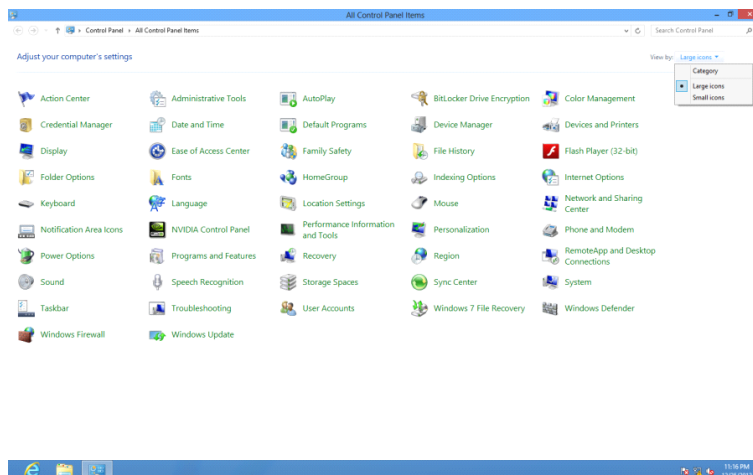 All Control Panel Items
Control Panel All Control Panel Items
Search Control Panel
Adjust your computer's settings
View by: Large icons
Category
Large icons
Small icons
Action Center Administrative Tools AutoPlay BitLocker Drive Encryption Color Management
Credential Manager Date and Time Default Programs Device Manager Devices and Printers
Display Ease of Access Center Family Safety File History Flash Player (32-bit)
Folder Options Fonts HomeGroup Indexing Options Internet Options
Keyboard Language Location Settings Mouse Network and Sharing Center
Notification Area Icons NVIDIA Control Panel Performance Information and Tools Personalization Phone and Modem
Power Options Programs and Features Recovery Region RemoteApp and Desktop Connections
Sound Speech Recognition Storage Spaces Sync Center System
Taskbar Troubleshooting User Accounts Windows 7 File Recovery Windows Defender
Windows Firewall Windows Update
11:16 PM